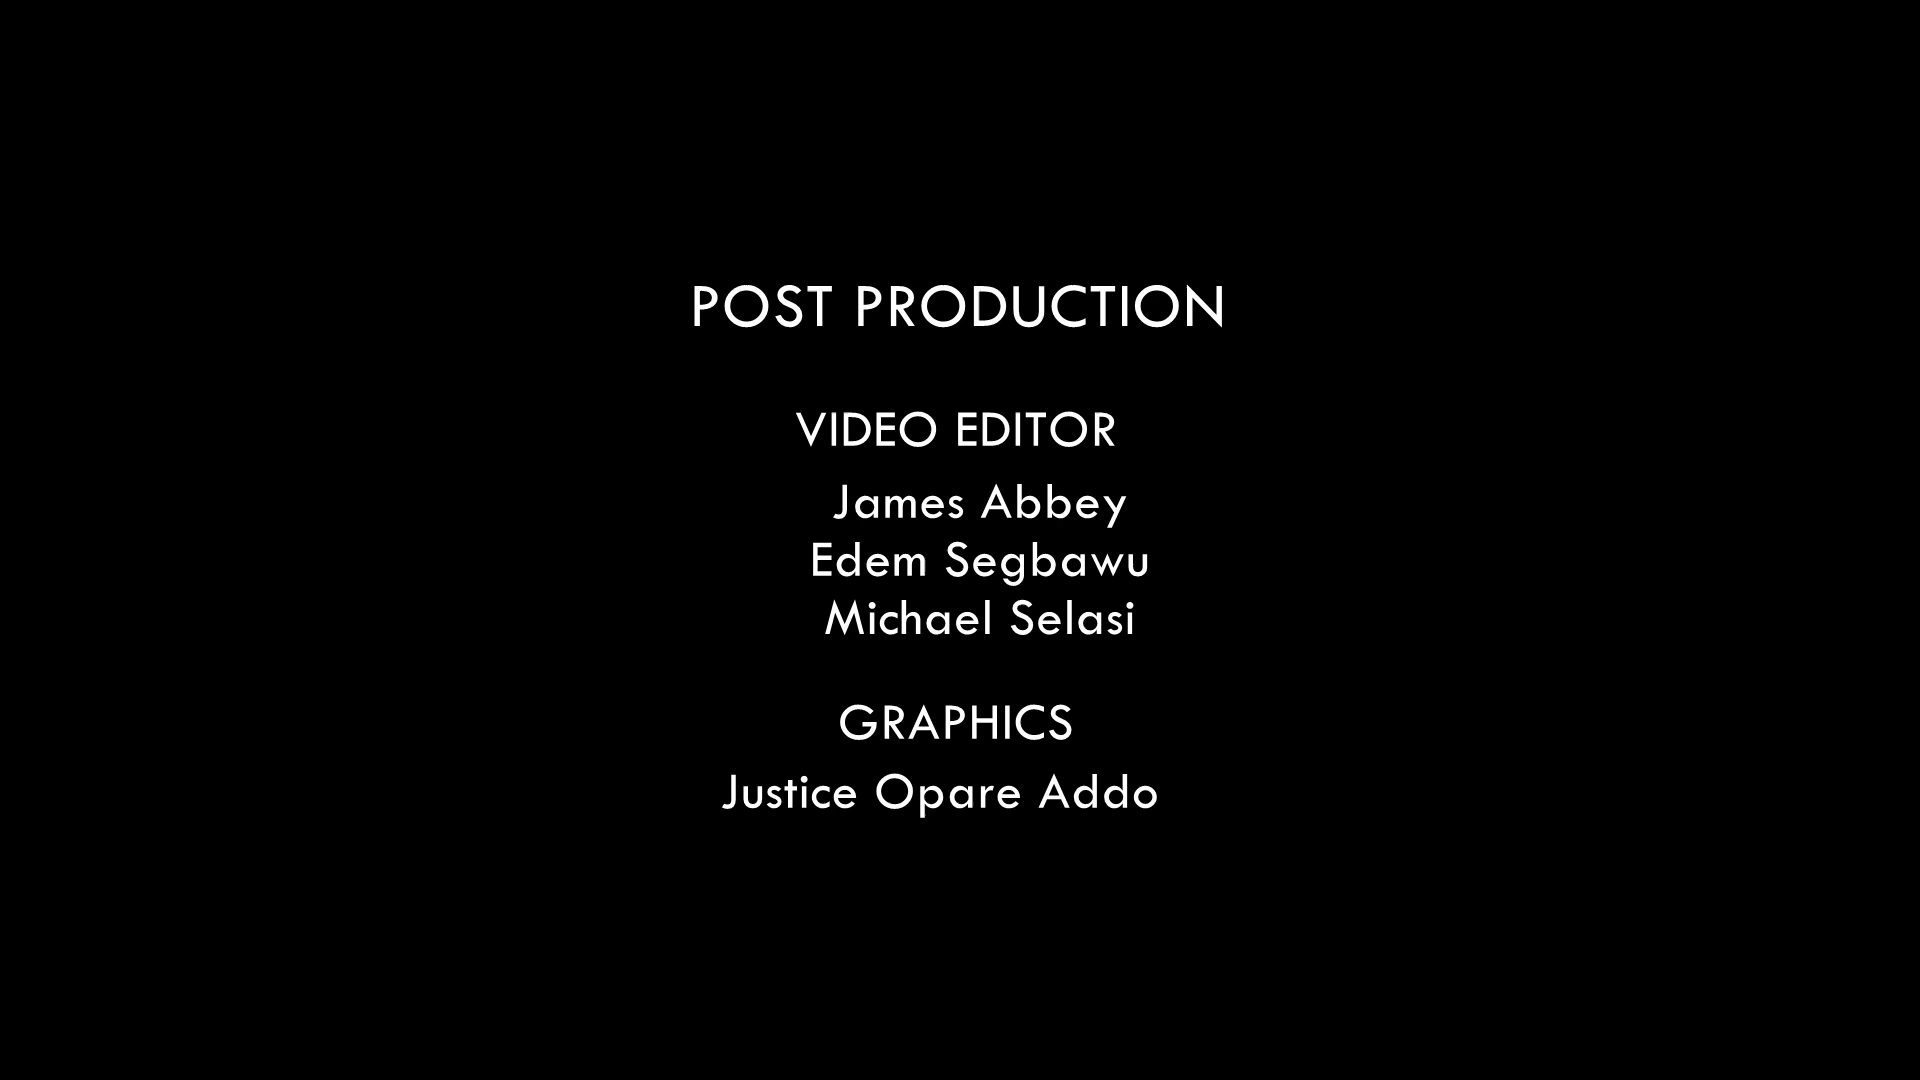 POST PRODUCTION
VIDEO EDITOR
James Abbey
Edem Segbawu
Michael Selasi
GRAPHICS
Justice Opare Addo